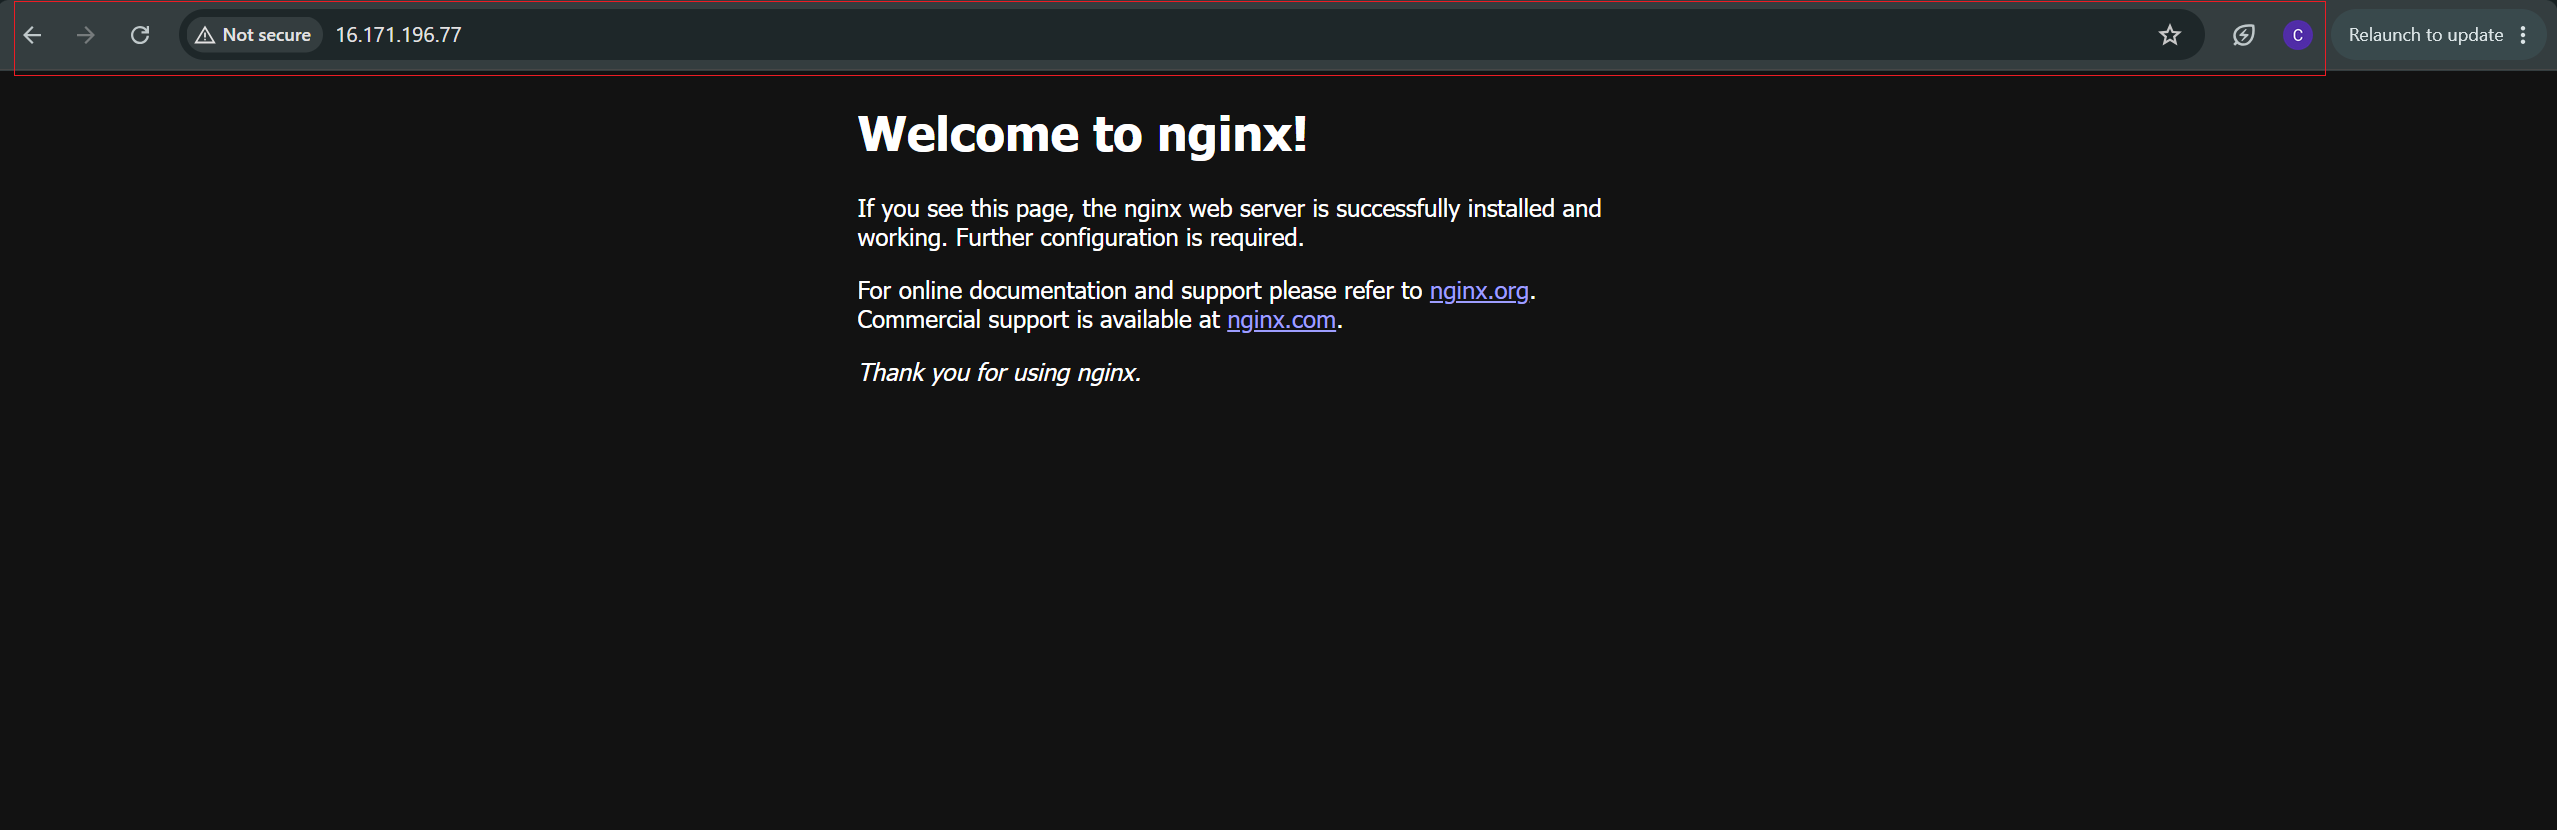 Not secure 16.171.196.77 C Relaunch to update
Welcome to nginx!
If you see this page, the nginx web server is successfully installed and
working. Further configuration is required.
For online documentation and support please refer to nginx.org.
Commercial support is available at nginx.com.
Thank you for using nginx.